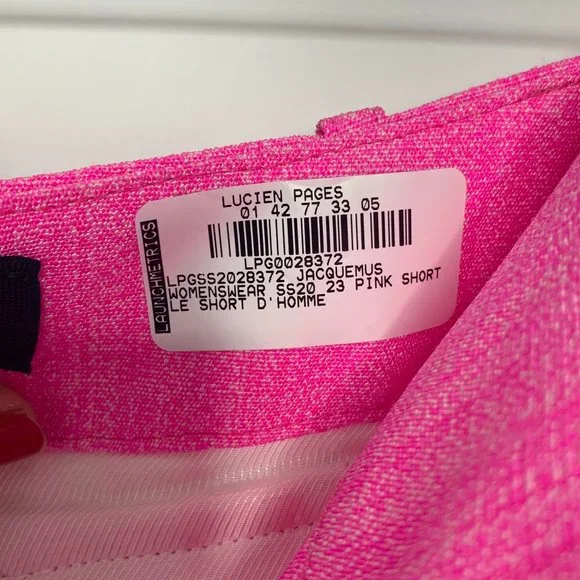 LUCIEN PAGES
01 42 77 33 05
LPG0028372
LPGSS2028372 JACQUEMUS
WOMENSWEAR SS20 23 PINK SHORT
LE SHORT D'HOMME
LAUNCHMETRICS